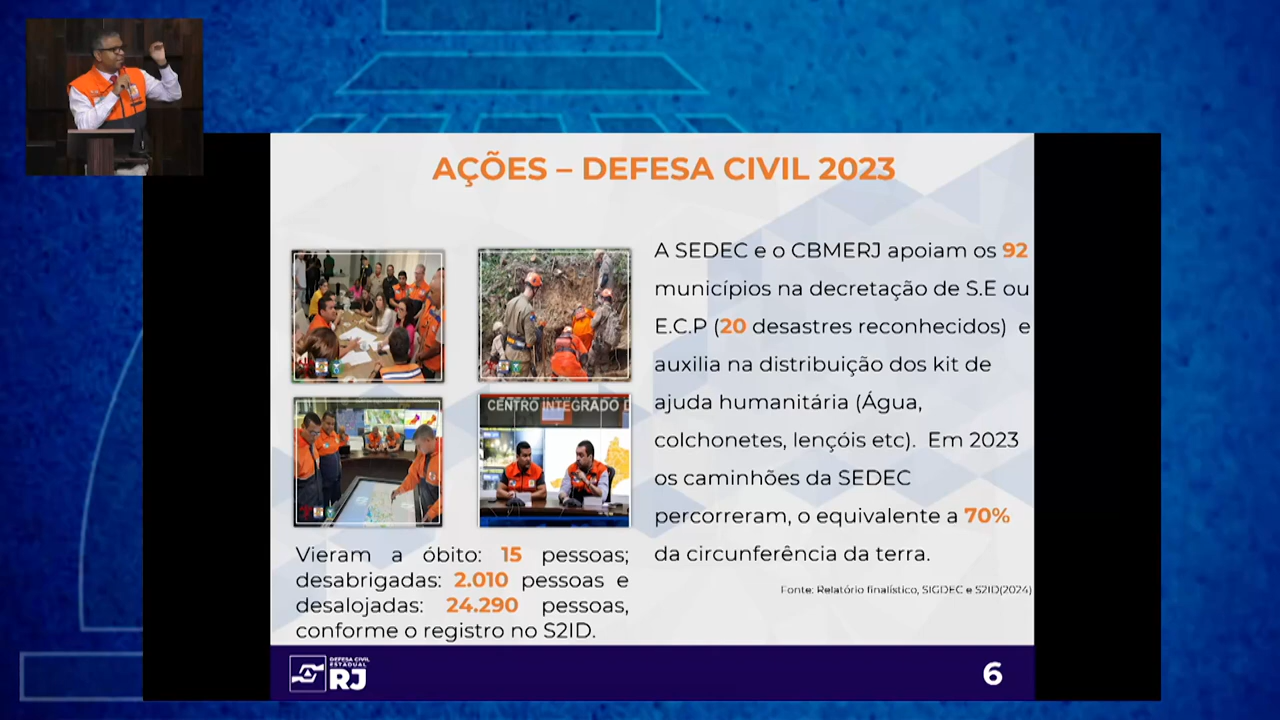 AÇÕES – DEFESA CIVIL 2023
A SEDEC e o CBMERJ apoiam os 92
municípios na decretação de S.E ou
E.C.P (20 desastres reconhecidos) e
auxilia na distribuição dos kit de
ajuda humanitária (Água,
colchonetes, lençóis etc). Em 2023
os caminhões da SEDEC
percorreram, o equivalente a 70%
da circunferência da terra.
Fonte: Relatório finalístico, SIGDEC e S2ID(2024)
CENTRO INTEGRADO D
Vieram a óbito: 15 pessoas;
desabrigadas: 2.010 pessoas e
desalojadas: 24.290 pessoas,
conforme o registro no S2ID.
DEFESA CIVIL
ESTADUAL
RJ
6